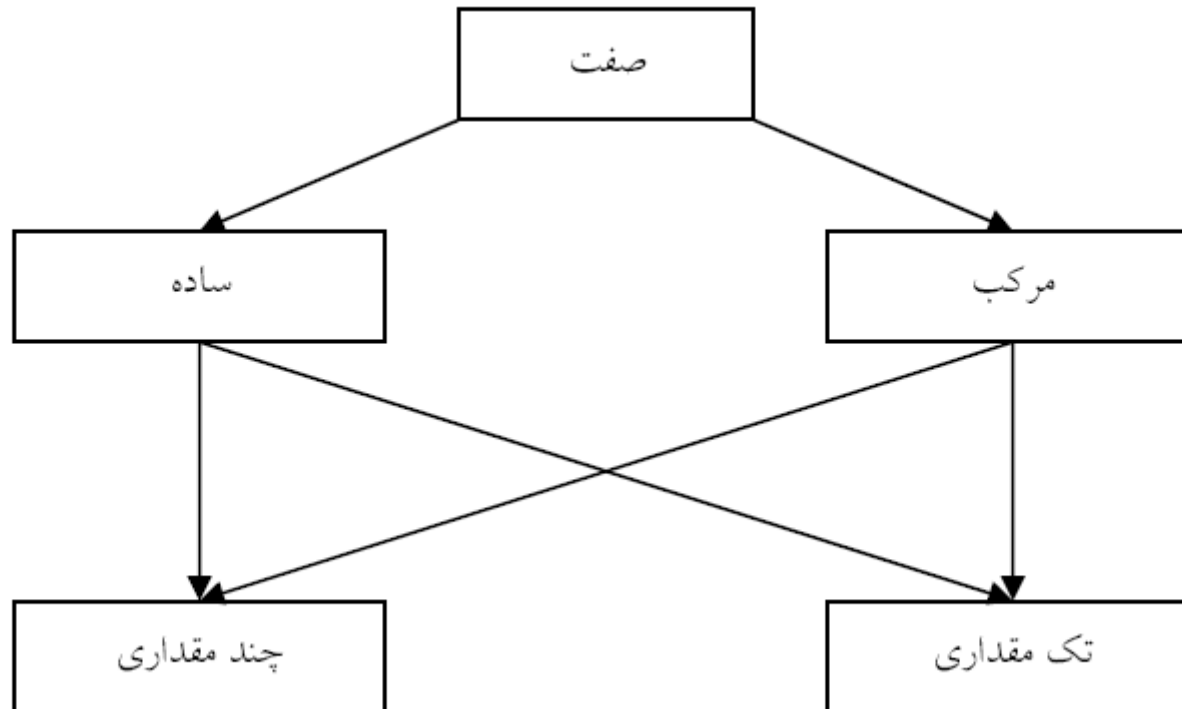 صفت
مرکب
ساده
تک مقداری
چند مقداری